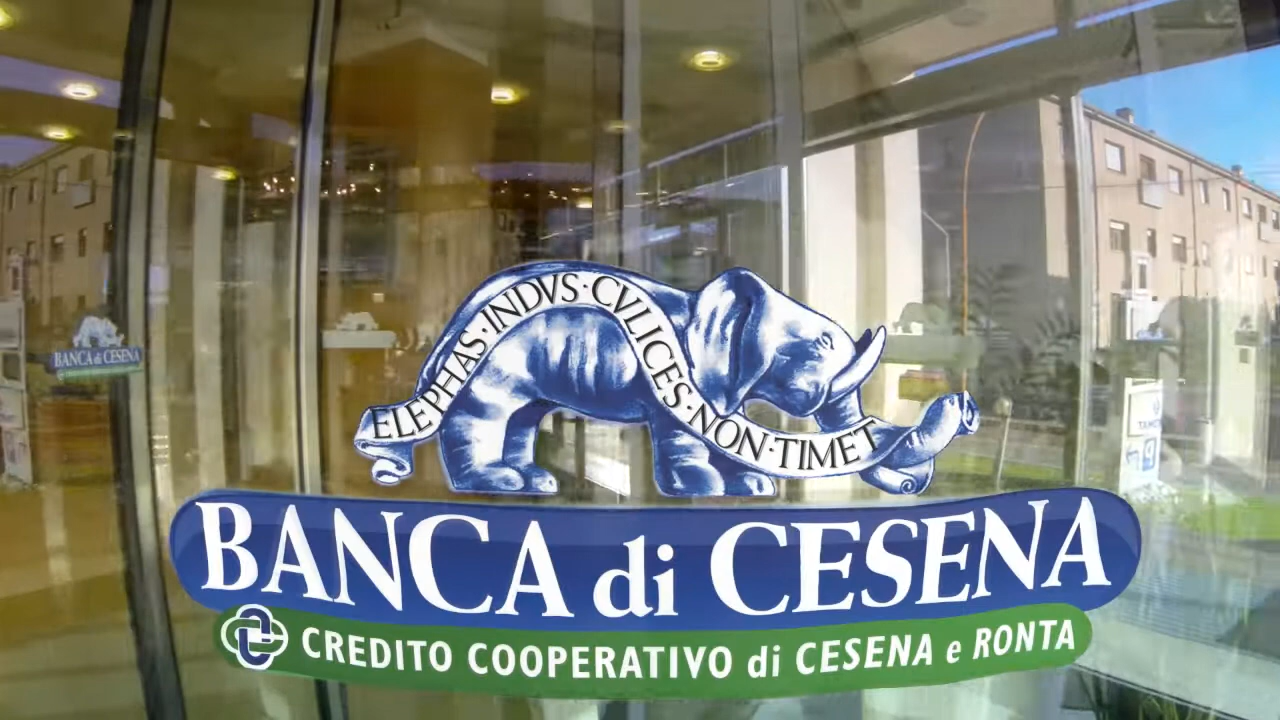 ELEPHAS·INDVS·CVLICES·NON·TIMET
BANCA di CESENA
CREDITO COOPERATIVO di CESENA e RONTA
BANCA di CESENA